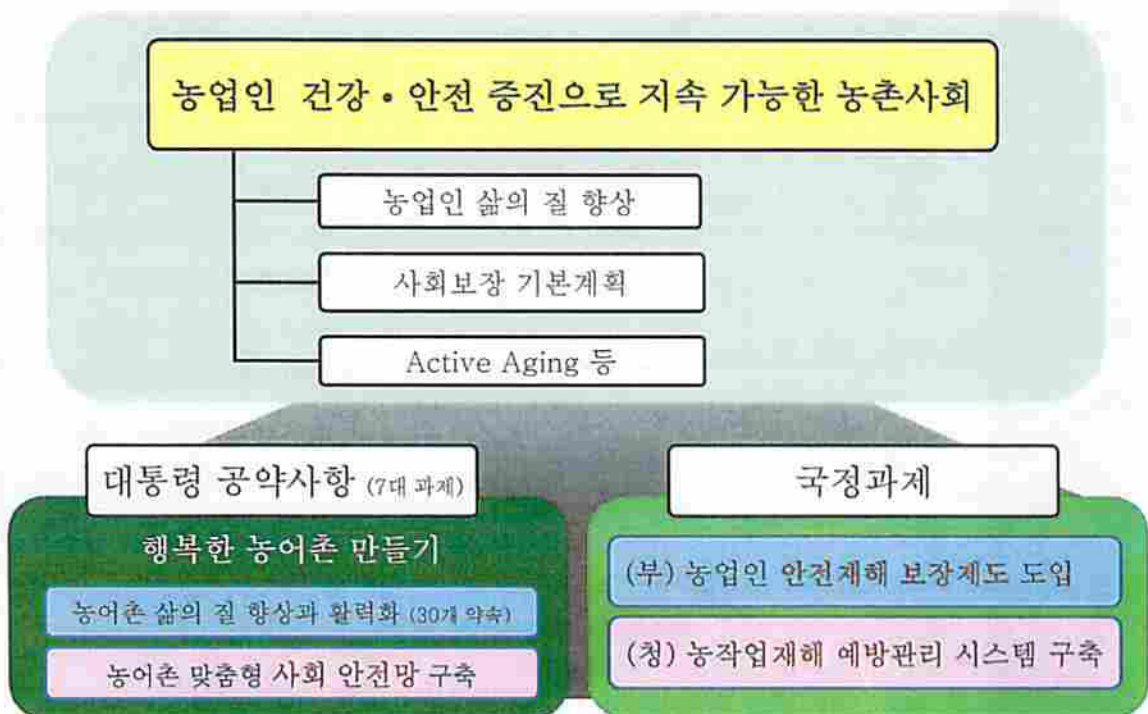 농업인 건강 • 안전 증진으로 지속 가능한 농촌사회
농업인 삶의 질 향상
사회보장 기본계획
Active Aging 등
대통령 공약사항 (7대 과제)
행복한 농어촌 만들기
농어촌 삶의 질 향상과 활력화 (30개 약속)
농어촌 맞춤형 사회 안전망 구축
국정과제
(부) 농업인 안전재해 보장제도 도입
(청) 농작업재해 예방관리 시스템 구축